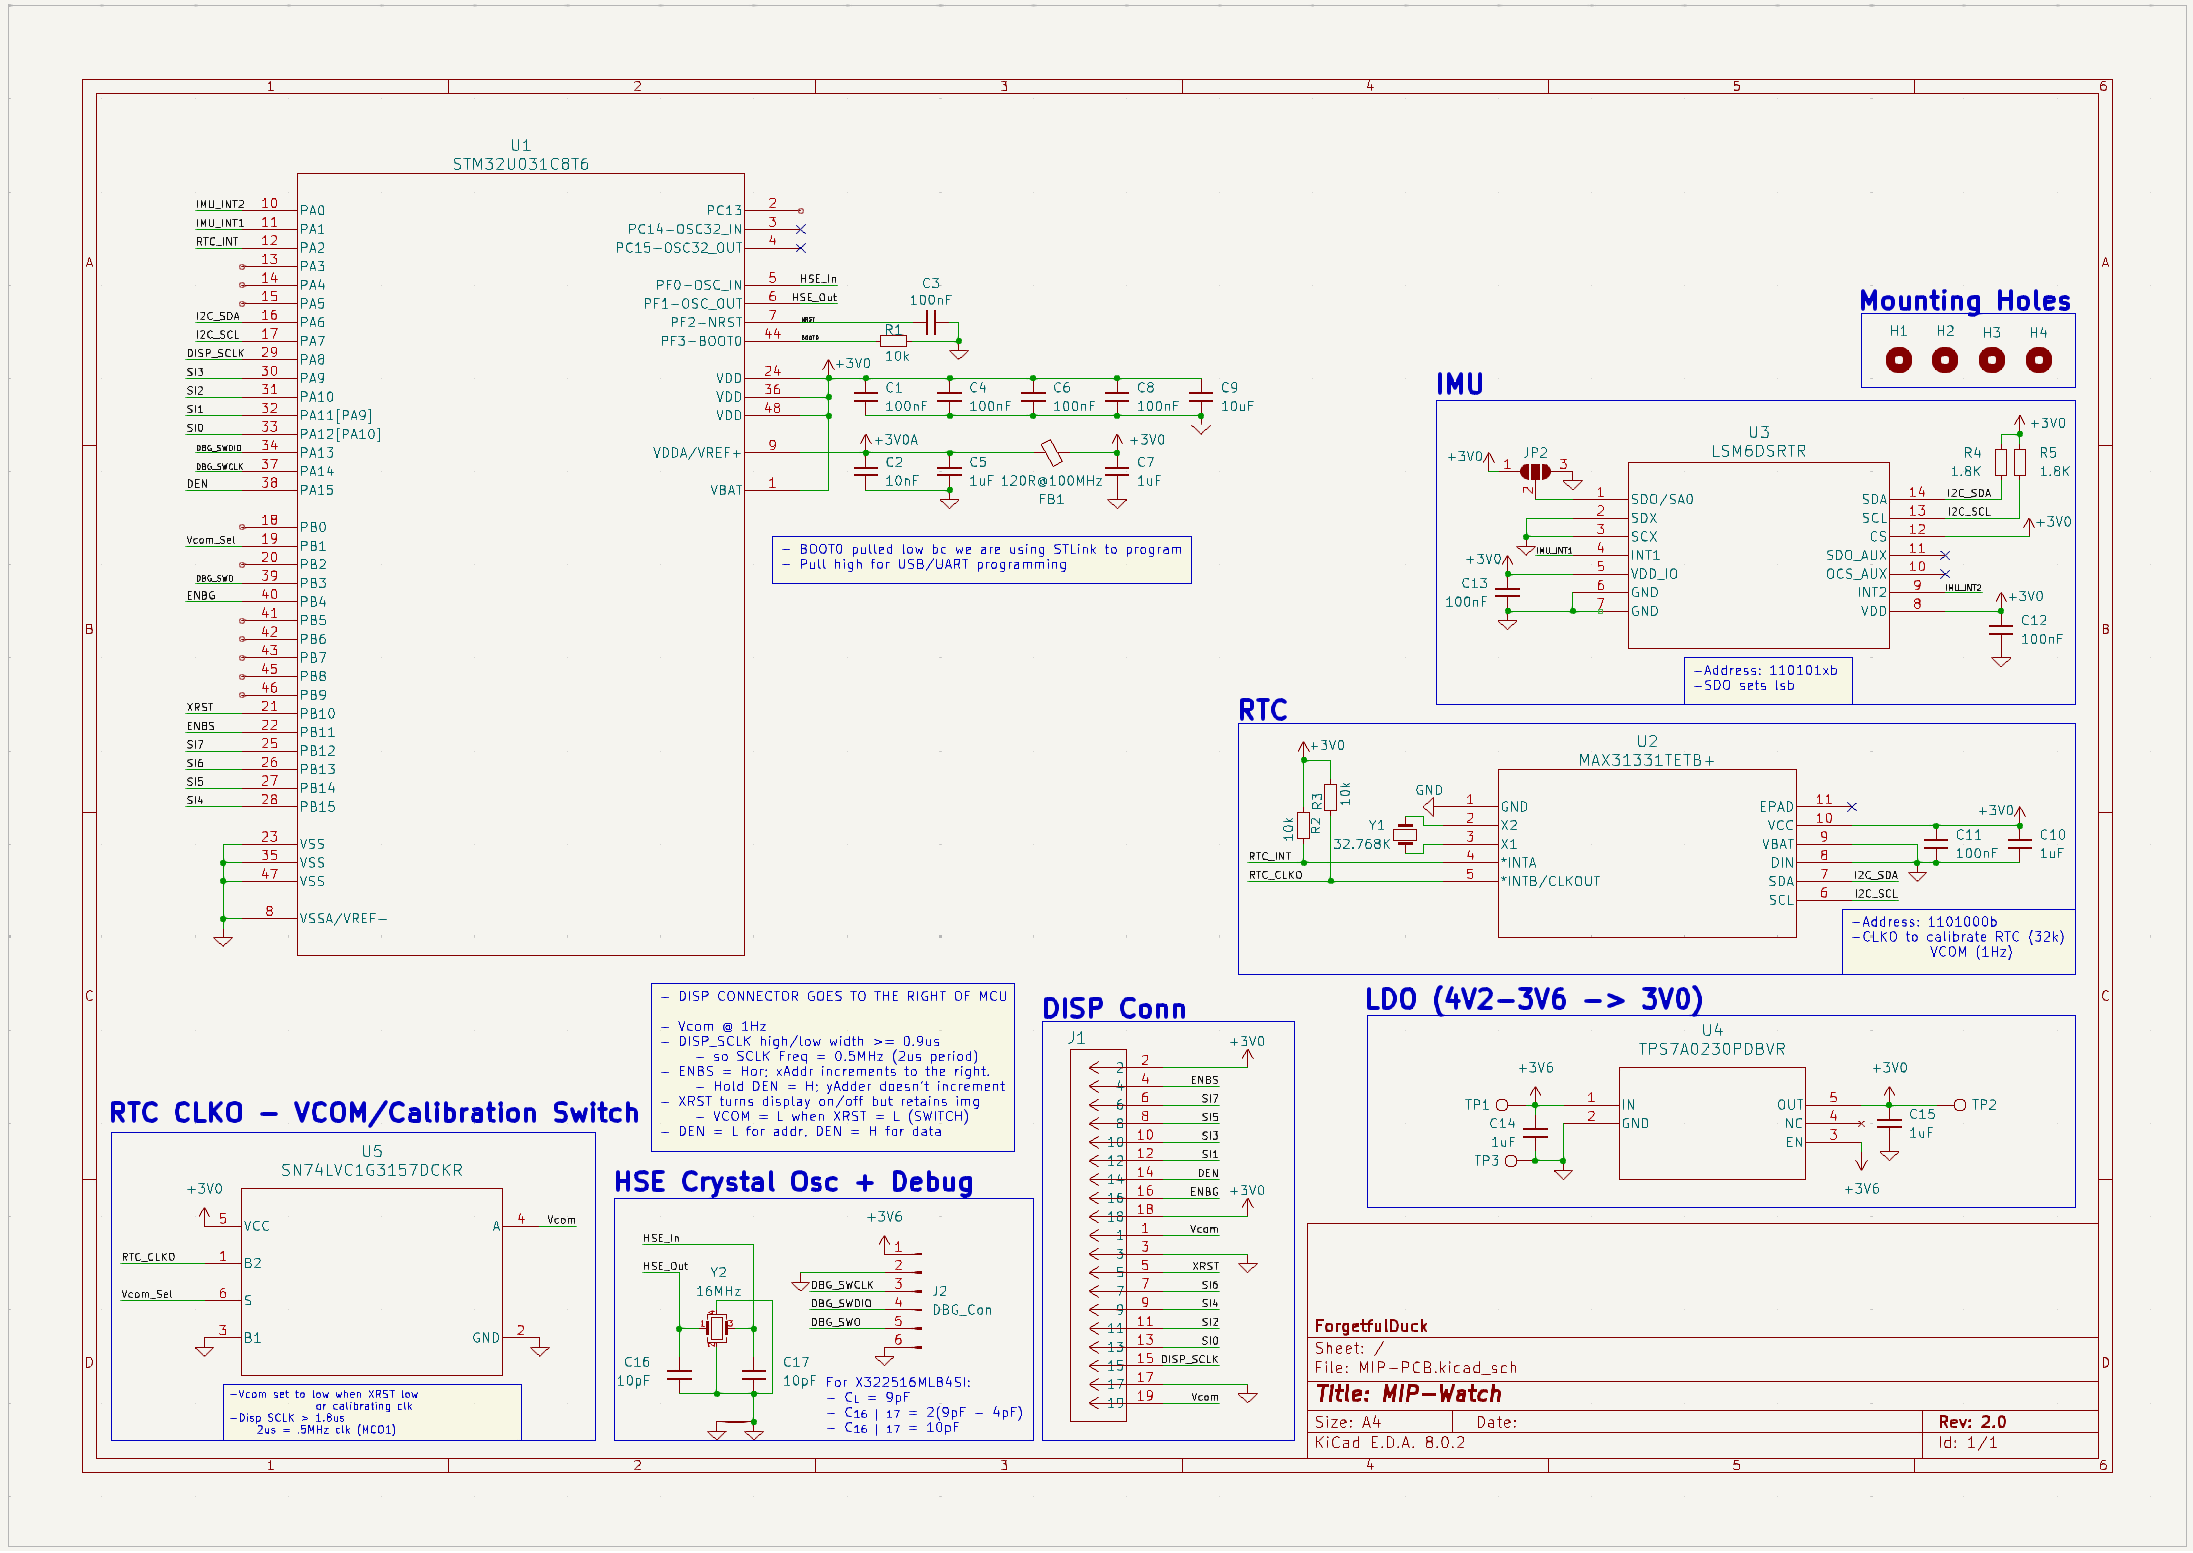 1 2 3 4 5 6
A B C D
U1
STM32U031C8T6
IMU_INT2 10 PA0
IMU_INT1 11 PA1
RTC_INT 12 PA2
13 PA3
14 PA4
15 PA5
I2C_SDA 16 PA6
I2C_SCL 17 PA7
DISP_SCLK 29 PA8
SI3 30 PA9
SI2 31 PA10
SI1 32 PA11[PA9]
SI0 33 PA12[PA10]
DBG_SWDIO 34 PA13
DBG_SWCLK 37 PA14
DEN 38 PA15
18 PB0
Vcom_Sel 19 PB1
20 PB2
DBG_SWO 39 PB3
ENBG 40 PB4
41 PB5
42 PB6
43 PB7
45 PB8
46 PB9
XRST 21 PB10
ENBS 22 PB11
SI7 25 PB12
SI6 26 PB13
SI5 27 PB14
SI4 28 PB15
23 VSS
35 VSS
47 VSS
8 VSSA/VREF-
PC13 2
PC14-OSC32_IN 3
PC15-OSC32_OUT 4
PF0-OSC_IN 5 HSE_In
PF1-OSC_OUT 6 HSE_Out
PF2-NRST 7 NRST
PF3-BOOT0 44 BOOT0
C3
100nF
R1
10k
VDD 24
VDD 36
VDD 48
VDDA/VREF+ 9
VBAT 1
+3V0
C1 100nF
C4 100nF
C6 100nF
C8 100nF
C9 10uF
+3V0A
+3V0
C2 10nF
C5 1uF
120R@100MHz
FB1
C7 1uF
- BOOT0 pulled low bc we are using STLink to program
- Pull high for USB/UART programming
Mounting Holes
H1 H2 H3 H4
IMU
U3
LSM6DSRTR
+3V0 1 JP2 3
2
1 SDO/SA0
2 SDX
3 SCX
IMU_INT1 4 INT1
5 VDD_IO
6 GND
7 GND
+3V0
C13
100nF
SDA 14 I2C_SDA
SCL 13 I2C_SCL
CS 12 +3V0
SDO_AUX 11
OCS_AUX 10
INT2 9 IMU_INT2
VDD 8
+3V0
R4 1.8K
R5 1.8K
+3V0
C12
100nF
-Address: 110101xb
-SDO sets lsb
RTC
U2
MAX31331TETB+
+3V0
R3 10k
10k R2
GND
Y1
32.768K
RTC_INT
RTC_CLKO
1 GND
2 X2
3 X1
4 *INTA
5 *INTB/CLKOUT
EPAD 11
VCC 10
VBAT 9
DIN 8
SDA 7 I2C_SDA
SCL 6 I2C_SCL
+3V0
C11 100nF
C10 1uF
-Address: 1101000b
-CLKO to calibrate RTC (32k)
VCOM (1Hz)
- DISP CONNECTOR GOES TO THE RIGHT OF MCU
- Vcom @ 1Hz
- DISP_SCLK high/low width >= 0.9us
- so SCLK Freq = 0.5MHz (2us period)
- ENBS = Hor; xAddr increments to the right.
- Hold DEN = H; yAdder doesn't increment
- XRST turns display on/off but retains img
- VCOM = L when XRST = L (SWITCH)
- DEN = L for addr, DEN = H for data
DISP Conn
J1
+3V0
2 2
4 4 ENBS
6 6 SI7
8 8 SI5
10 10 SI3
12 12 SI1
14 14 DEN
16 16 ENBG
18 18 +3V0
1 1 Vcom
3 3
5 5 XRST
7 7 SI6
9 9 SI4
11 11 SI2
13 13 SI0
15 15 DISP_SCLK
17 17
19 19 Vcom
LDO (4V2-3V6 -> 3V0)
U4
TPS7A0230PDBVR
+3V6
TP1
C14
1uF
TP3
1 IN
2 GND
OUT 5
NC 4
EN 3
+3V0
TP2
C15
1uF
+3V6
RTC CLKO - VCOM/Calibration Switch
U5
SN74LVC1G3157DCKR
+3V0
5 VCC
RTC_CLKO 1 B2
Vcom_Sel 6 S
3 B1
A 4 Vcom
GND 2
-Vcom set to low when XRST low
or calibrating clk
-Disp SCLK > 1.8us
2us = .5MHz clk (MCO1)
HSE Crystal Osc + Debug
HSE_In
HSE_Out
Y2
16MHz
1 3
C16
10pF
C17
10pF
+3V6
1
2
DBG_SWCLK 3
DBG_SWDIO 4
DBG_SWO 5
6
J2
DBG_Con
For X322516MLB4SI:
- CL = 9pF
- C16 | 17 = 2(9pF - 4pF)
- C16 | 17 = 10pF
ForgetfulDuck
Sheet: /
File: MIP-PCB.kicad_sch
Title: MIP-Watch
Size: A4 Date: Rev: 2.0
KiCad E.D.A. 8.0.2 Id: 1/1
1 2 3 4 5 6